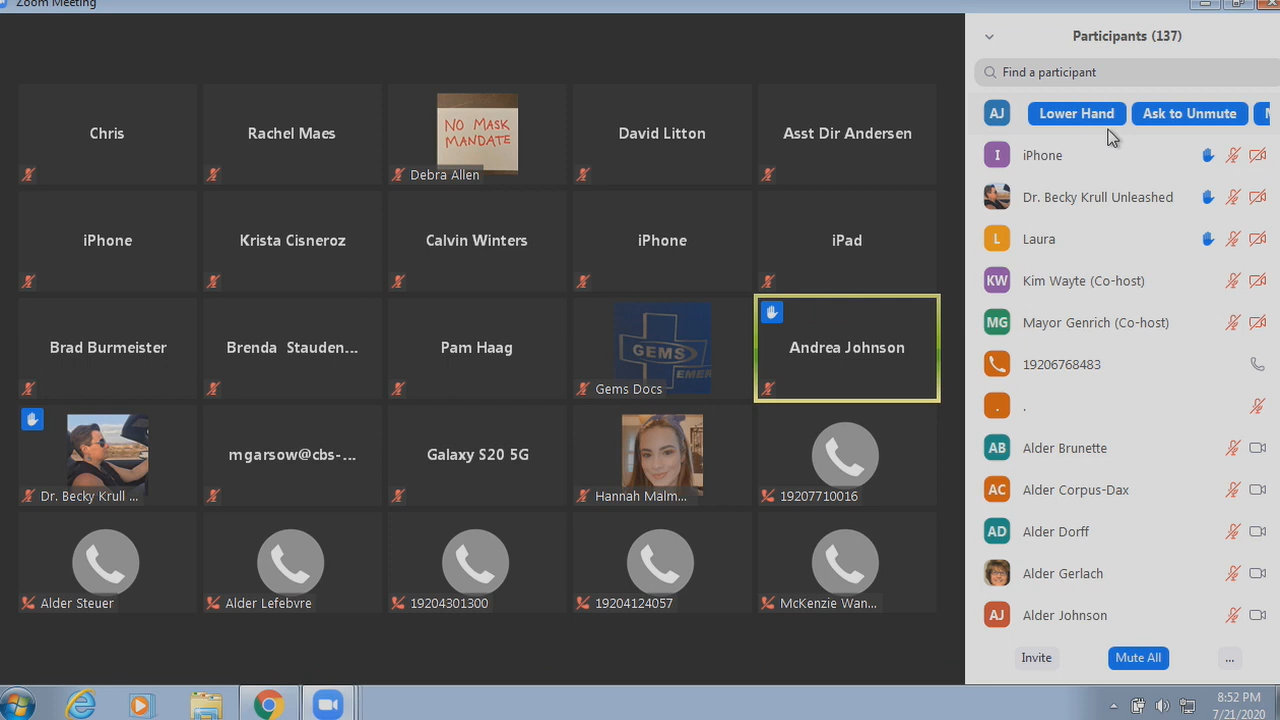 Zoom Meeting
Chris
Rachel Maes
NO MASK
MANDATE
Debra Allen
David Litton
Asst Dir Andersen
iPhone
Krista Cisneroz
Calvin Winters
iPhone
iPad
Brad Burmeister
Brenda Stauden...
Pam Haag
GEMS
EMER
Gems Docs
Andrea Johnson
Dr. Becky Krull ...
mgarsow@cbs-...
Galaxy S20 5G
Hannah Malm...
19207710016
Alder Steuer
Alder Lefebvre
19204301300
19204124057
McKenzie Wan...
Participants (137)
Find a participant
AJ
Lower Hand
Ask to Unmute
I
iPhone
Dr. Becky Krull Unleashed
L
Laura
KW
Kim Wayte (Co-host)
MG
Mayor Genrich (Co-host)
19206768483
.
.
AB
Alder Brunette
AC
Alder Corpus-Dax
AD
Alder Dorff
Alder Gerlach
AJ
Alder Johnson
Invite
Mute All
...
8:52 PM
7/21/2020